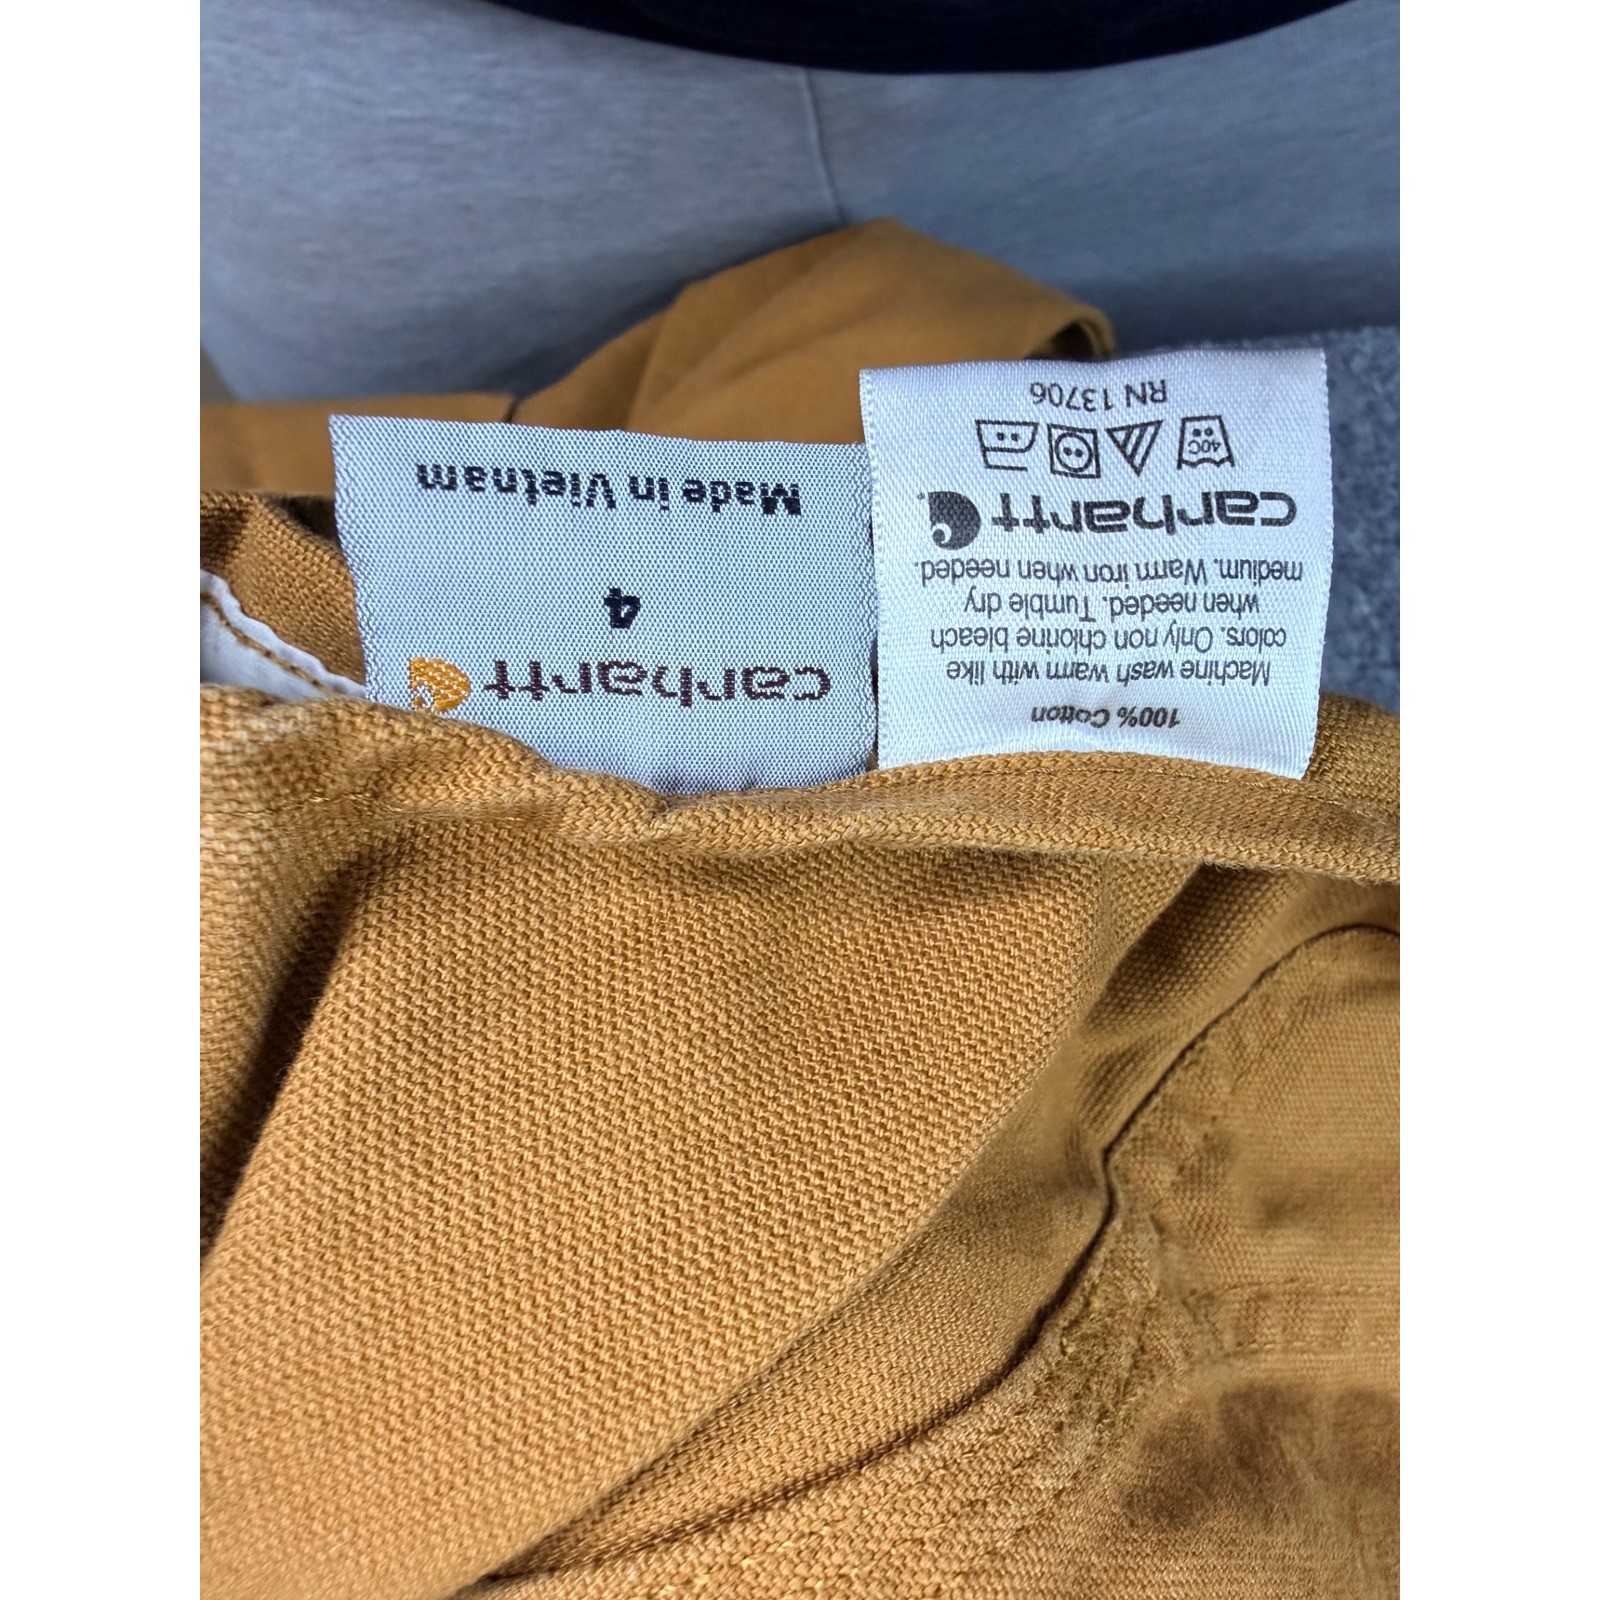 carhartt
4
Made in Vietnam
100% Cotton
Machine wash warm with like
colors. Only non chlorine bleach
when needed. Tumble dry
medium. Warm iron when needed.
carhartt
40C
RN 13706